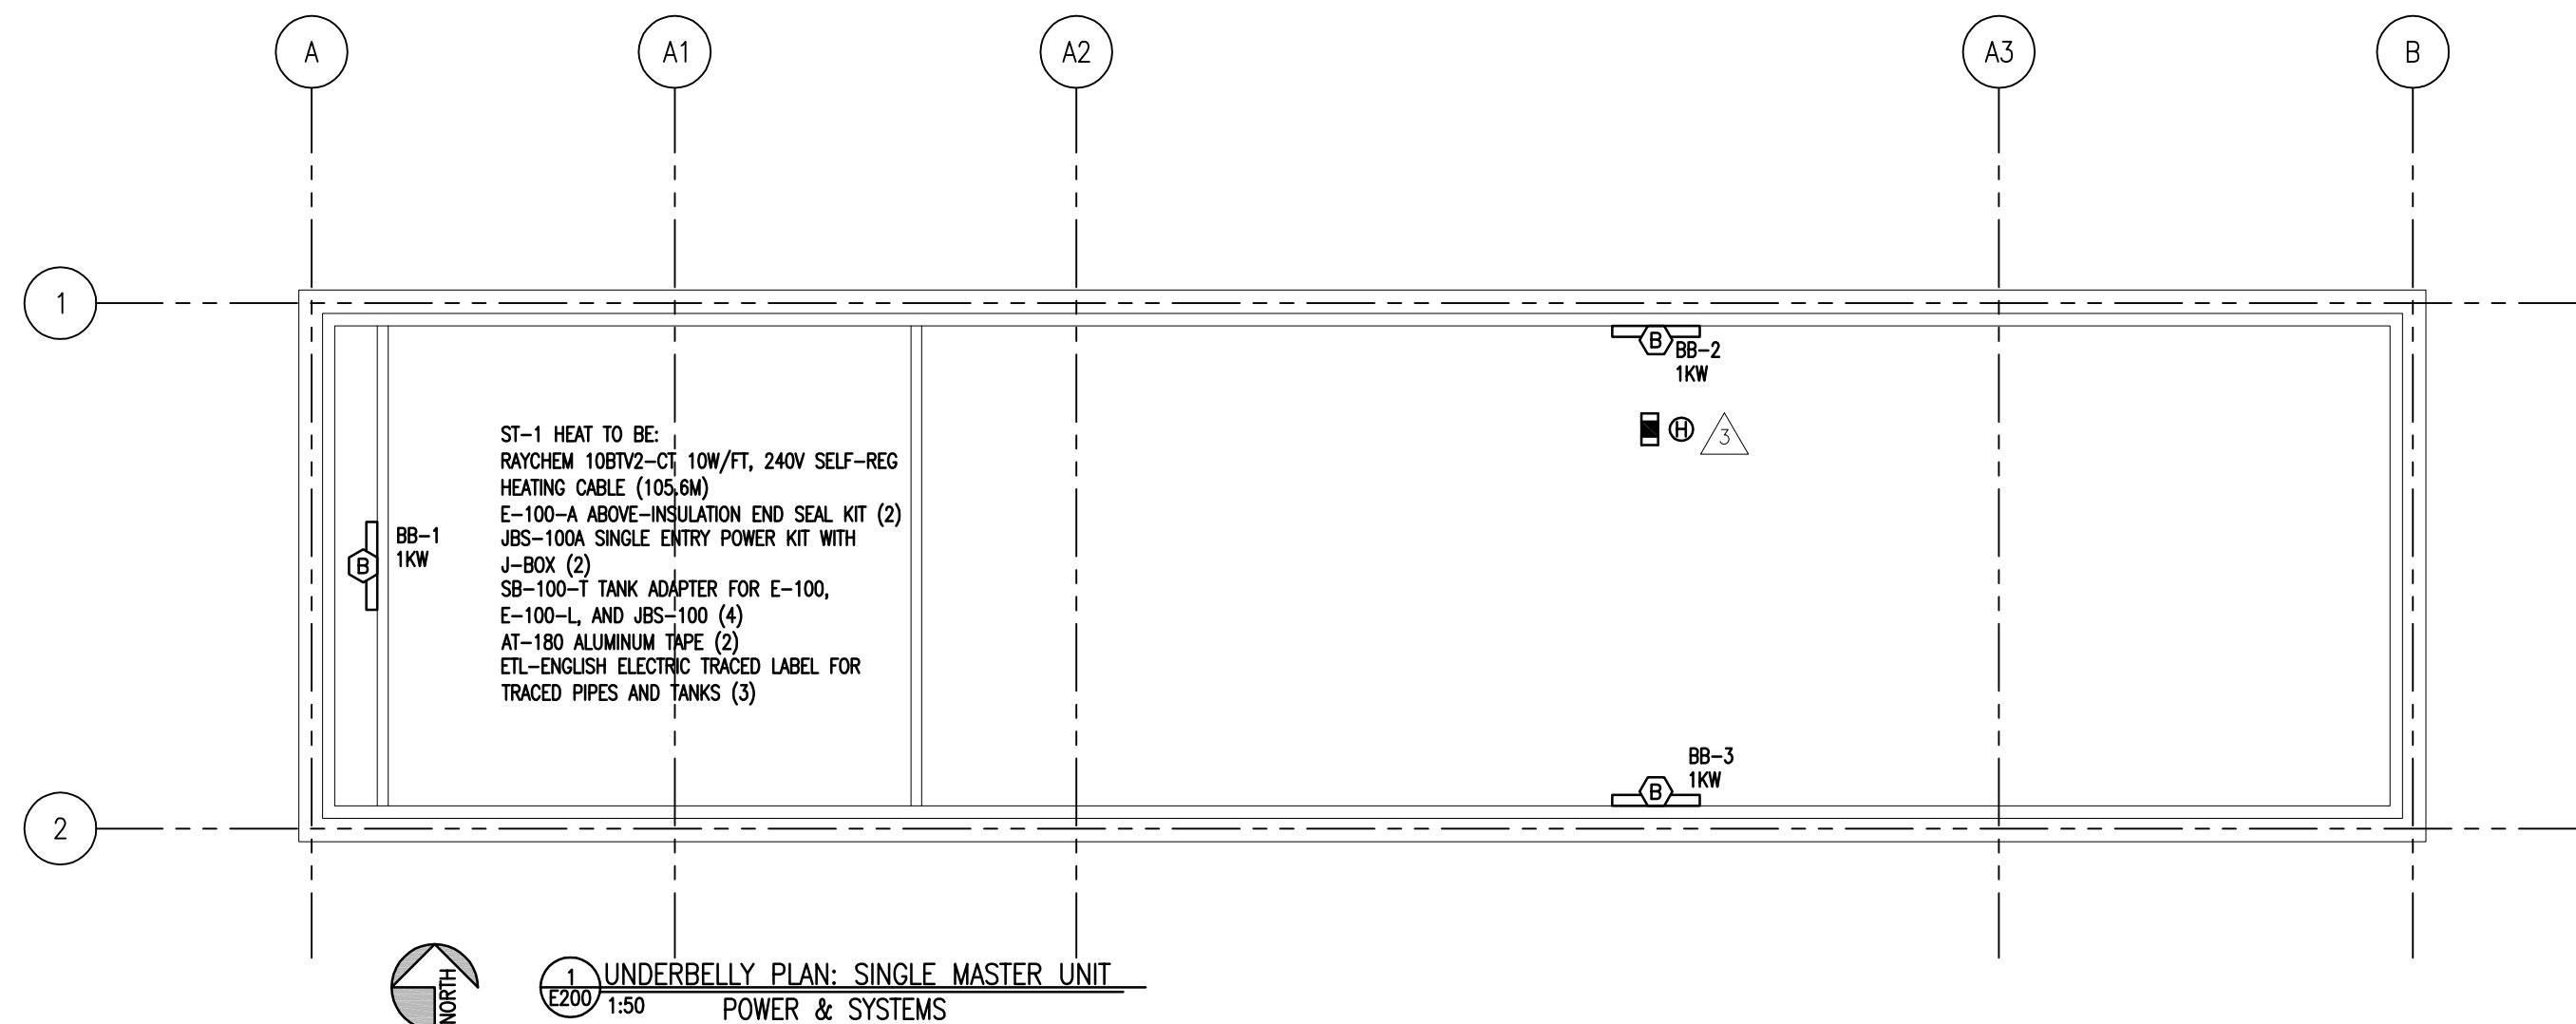 A A1 A2 A3 B
1
B BB-2
1KW
H 3
ST-1 HEAT TO BE:
RAYCHEM 10BTV2-CT 10W/FT, 240V SELF-REG
HEATING CABLE (105.6M)
E-100-A ABOVE-INSULATION END SEAL KIT (2)
JBS-100A SINGLE ENTRY POWER KIT WITH
J-BOX (2)
SB-100-T TANK ADAPTER FOR E-100,
E-100-L, AND JBS-100 (4)
AT-180 ALUMINUM TAPE (2)
ETL-ENGLISH ELECTRIC TRACED LABEL FOR
TRACED PIPES AND TANKS (3)
BB-1
1KW
B
BB-3
1KW
B
2
NORTH
1
E200
UNDERBELLY PLAN: SINGLE MASTER UNIT
1:50
POWER & SYSTEMS